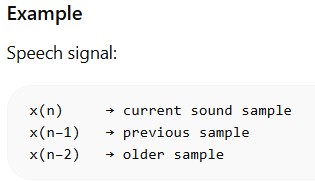 Example
Speech signal:
x(n)     → current sound sample
x(n−1)   → previous sample
x(n−2)   → older sample